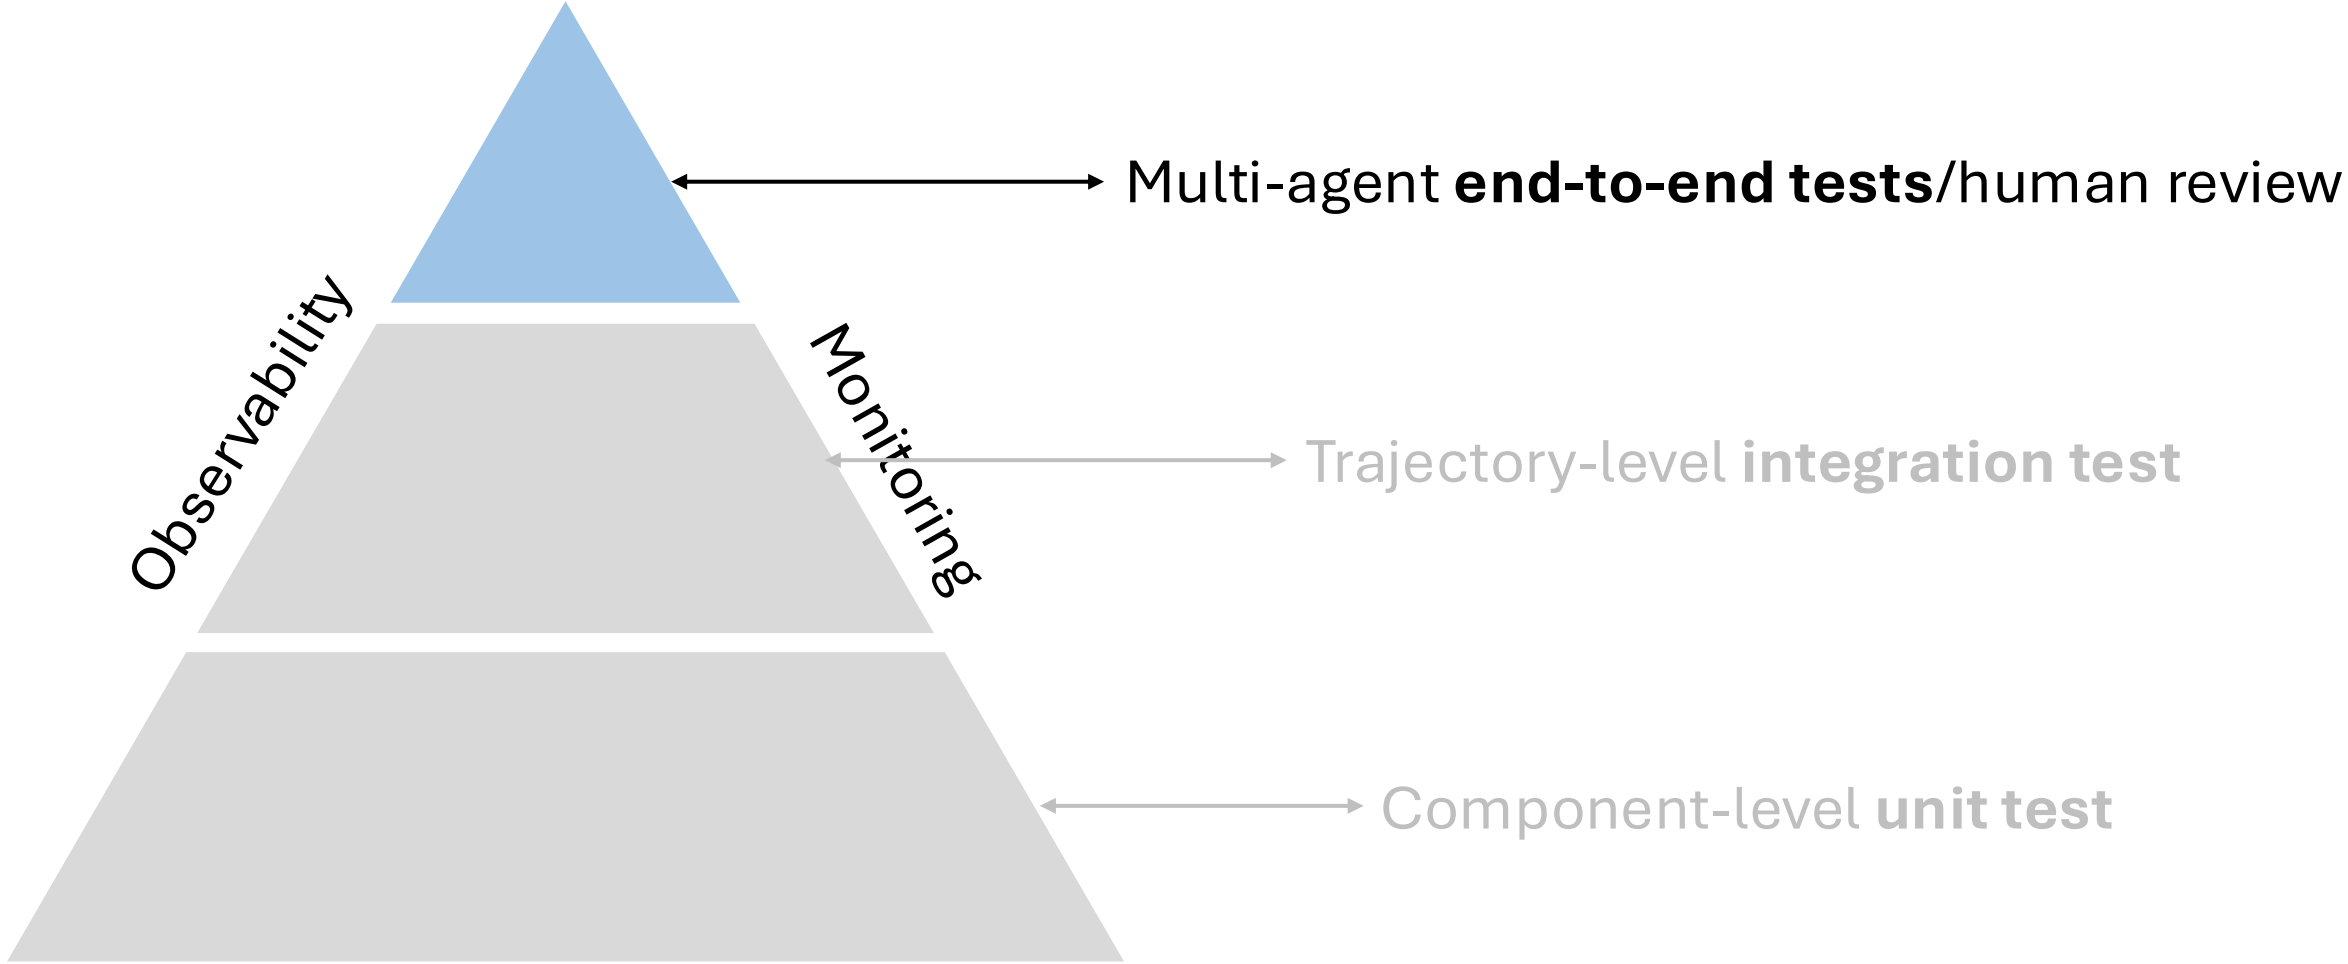 Multi-agent end-to-end tests/human review
Observability
Monitoring
Trajectory-level integration test
Component-level unit test